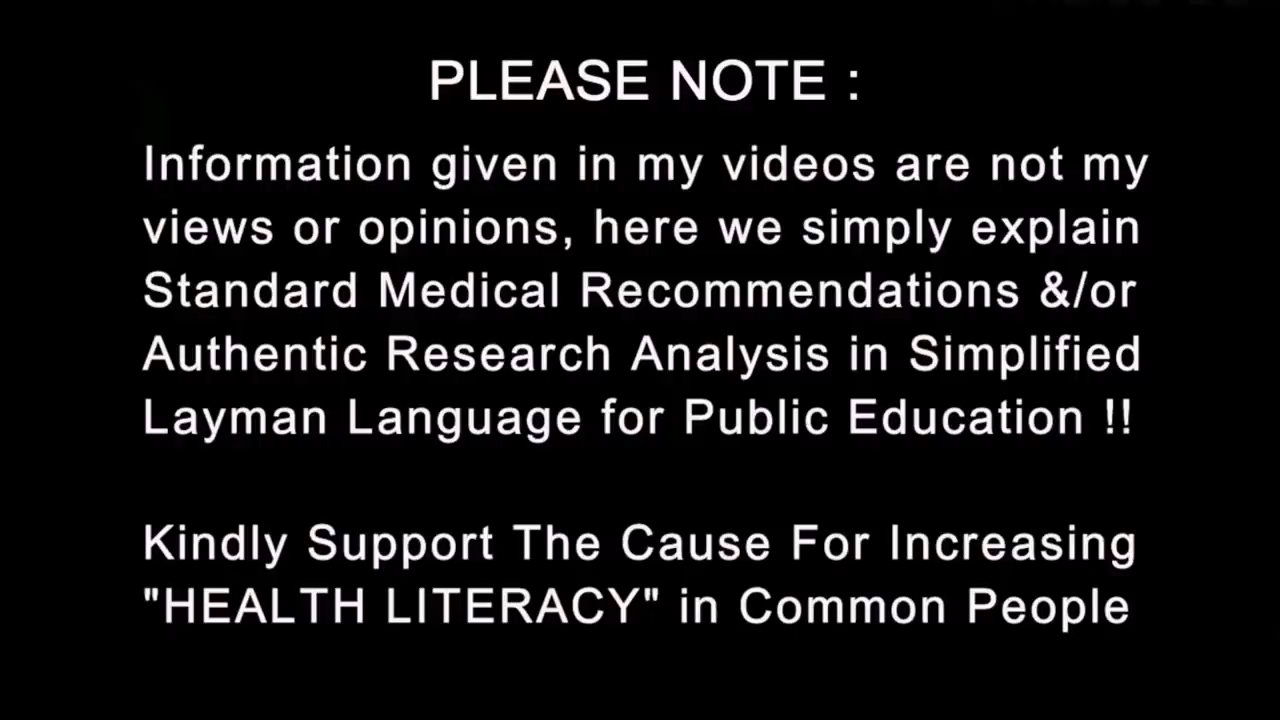 PLEASE NOTE :
Information given in my videos are not my
views or opinions, here we simply explain
Standard Medical Recommendations &/or
Authentic Research Analysis in Simplified
Layman Language for Public Education !!
Kindly Support The Cause For Increasing
"HEALTH LITERACY" in Common People